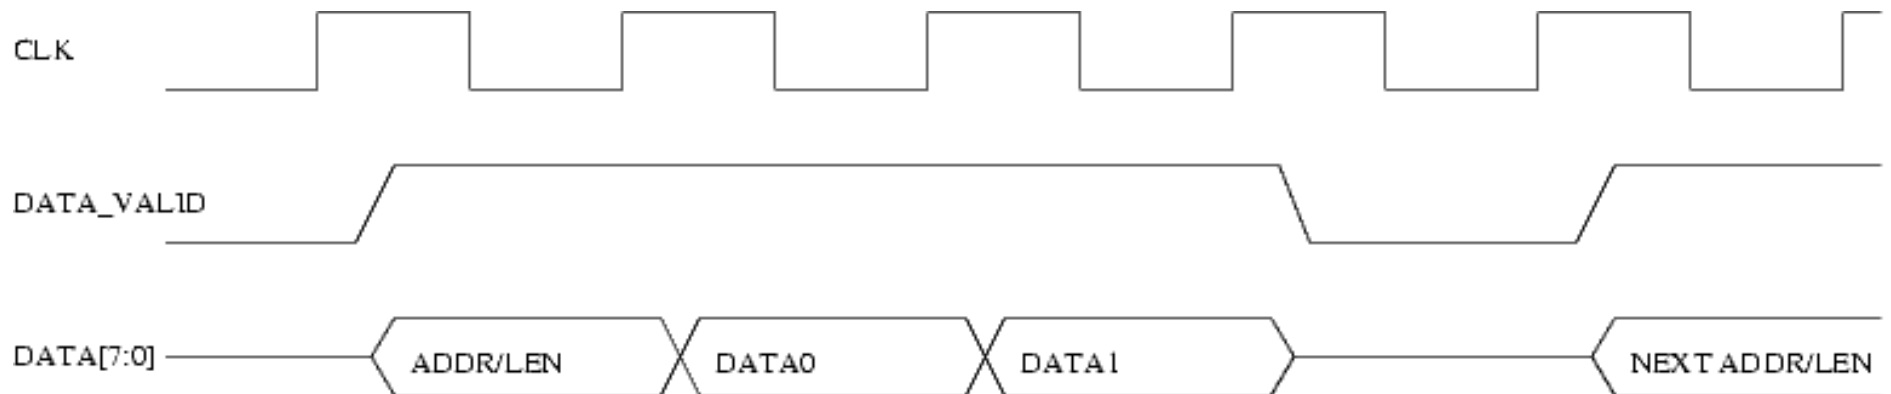 CLK
DATA_VALID
DATA[7:0]
ADDR/LEN
DATA0
DATA1
NEXT ADDR/LEN